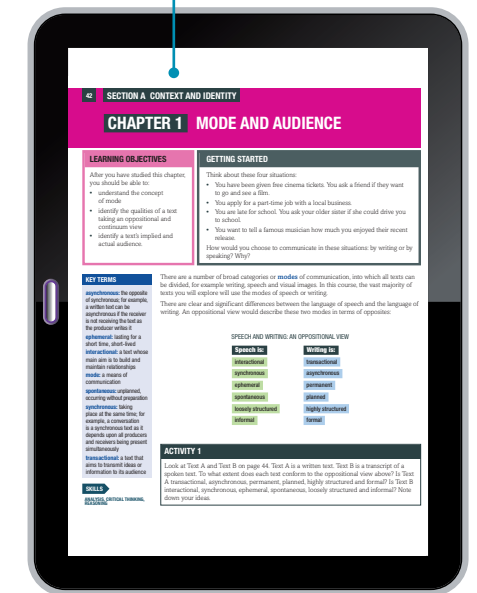 42 SECTION A CONTEXT AND IDENTITY
CHAPTER 1 MODE AND AUDIENCE
LEARNING OBJECTIVES
After you have studied this chapter,
you should be able to:
• understand the concept
of mode
• identify the qualities of a text
taking an oppositional and
continuum view
• identify a text's implied and
actual audience.
GETTING STARTED
Think about these four situations:
• You have been given free cinema tickets. You ask a friend if they want
to go and see a film.
• You apply for a part-time job with a local business.
• You are late for school. You ask your older sister if she could drive you
to school.
• You want to tell a famous musician how much you enjoyed their recent
release.
How would you choose to communicate in these situations: by writing or by
speaking? Why?
KEY TERMS
asynchronous: the opposite
of synchronous; for example,
a written text can be
asynchronous if the receiver
is not receiving the text as
the producer writes it
ephemeral: lasting for a
short time, short-lived
interactional: a text whose
main aim is to build and
maintain relationships
mode: a means of
communication
spontaneous: unplanned,
occurring without preparation
synchronous: taking
place at the same time; for
example, a conversation
is a synchronous text as it
depends upon all producers
and receivers being present
simultaneously
transactional: a text that
aims to transmit ideas or
information to its audience
SKILLS
ANALYSIS, CRITICAL THINKING,
REASONING
There are a number of broad categories or modes of communication, into which all texts can
be divided, for example writing, speech and visual images. In this course, the vast majority of
texts you will explore will use the modes of speech or writing.
There are clear and significant differences between the language of speech and the language of
writing. An oppositional view would describe these two modes in terms of opposites:
SPEECH AND WRITING: AN OPPOSITIONAL VIEW
Speech is: Writing is:
interactional transactional
synchronous asynchronous
ephemeral permanent
spontaneous planned
loosely structured highly structured
informal formal
ACTIVITY 1
Look at Text A and Text B on page 44. Text A is a written text. Text B is a transcript of a
spoken text. To what extent does each text conform to the oppositional view above? Is Text
A transactional, asynchronous, permanent, planned, highly structured and formal? Is Text B
interactional, synchronous, ephemeral, spontaneous, loosely structured and informal? Note
down your ideas.